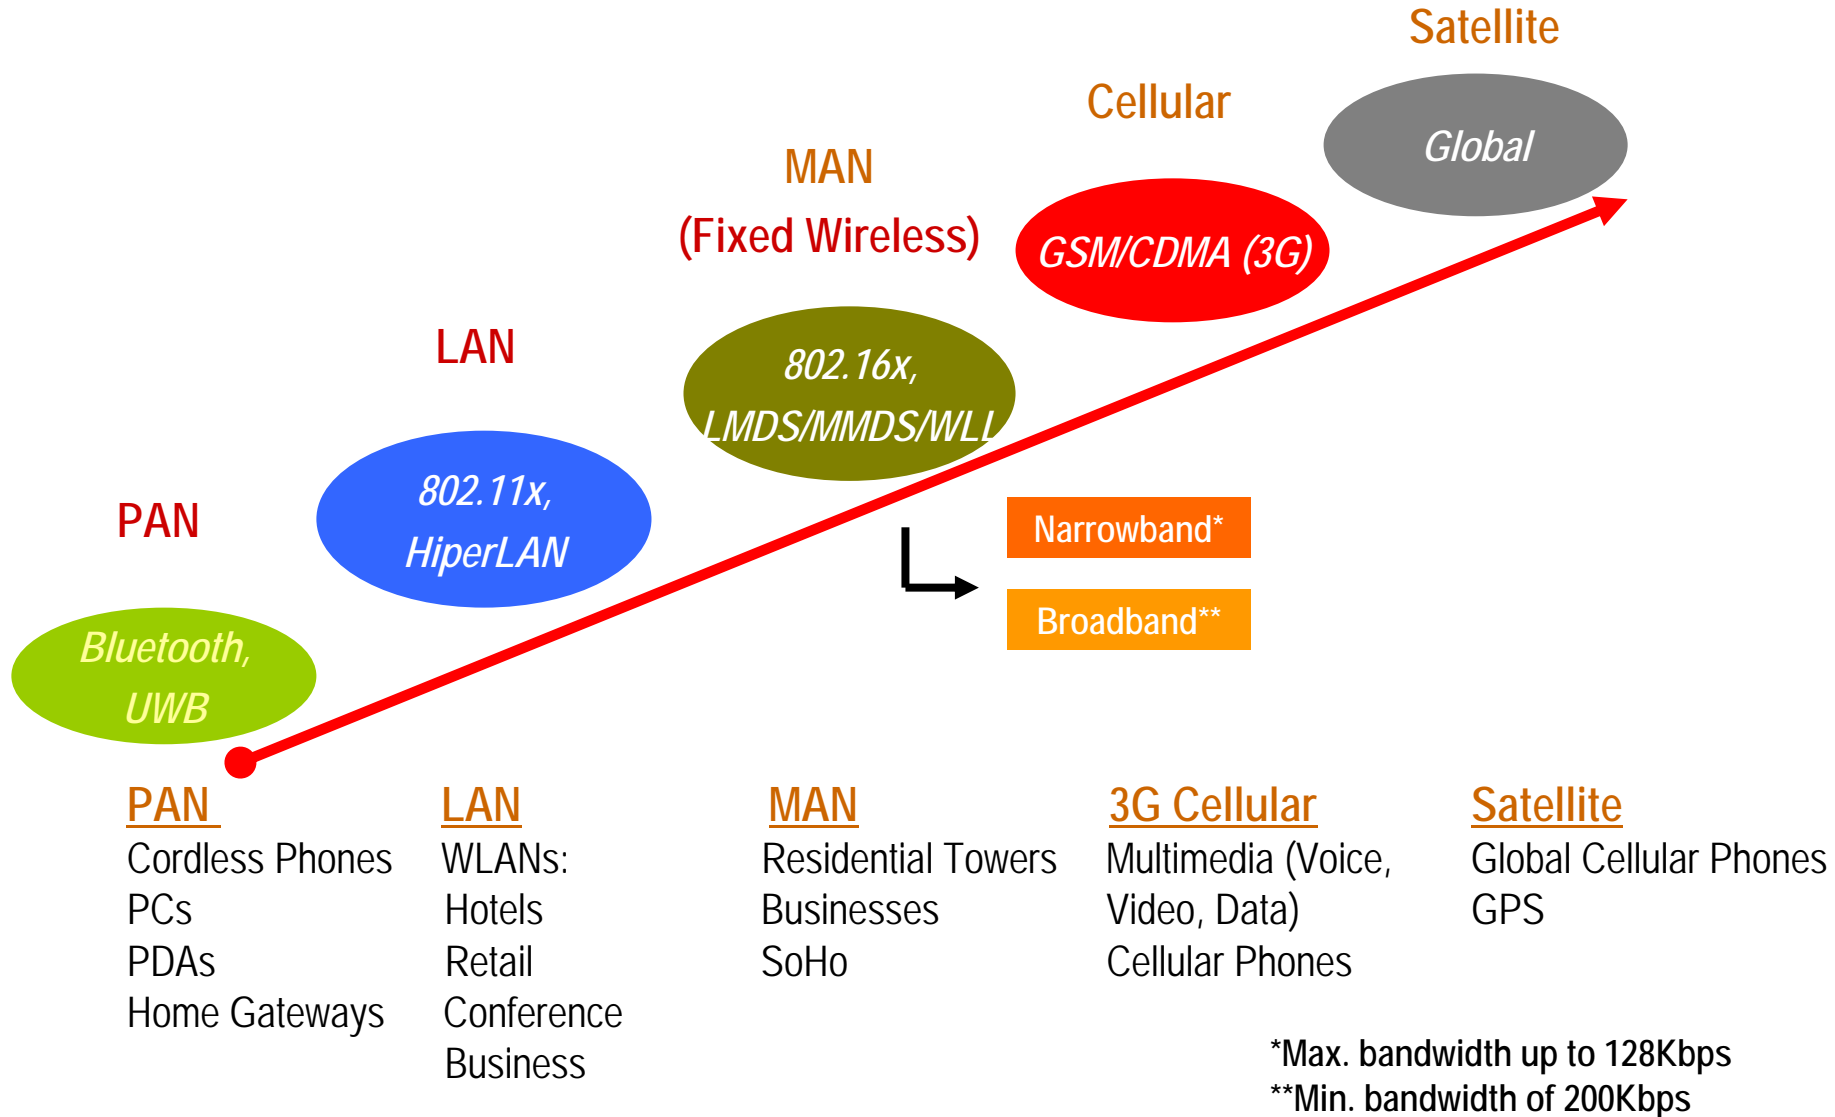 Satellite
Global
Cellular
GSM/CDMA (3G)
MAN
(Fixed Wireless)
802.16x,
LMDS/MMDS/WLL
LAN
802.11x,
HiperLAN
PAN
Bluetooth,
UWB
Narrowband*
Broadband**
PAN
Cordless Phones
PCs
PDAs
Home Gateways
LAN
WLANs:
Hotels
Retail
Conference
Business
MAN
Residential Towers
Businesses
SoHo
3G Cellular
Multimedia (Voice,
Video, Data)
Cellular Phones
Satellite
Global Cellular Phones
GPS
*Max. bandwidth up to 128Kbps
**Min. bandwidth of 200Kbps